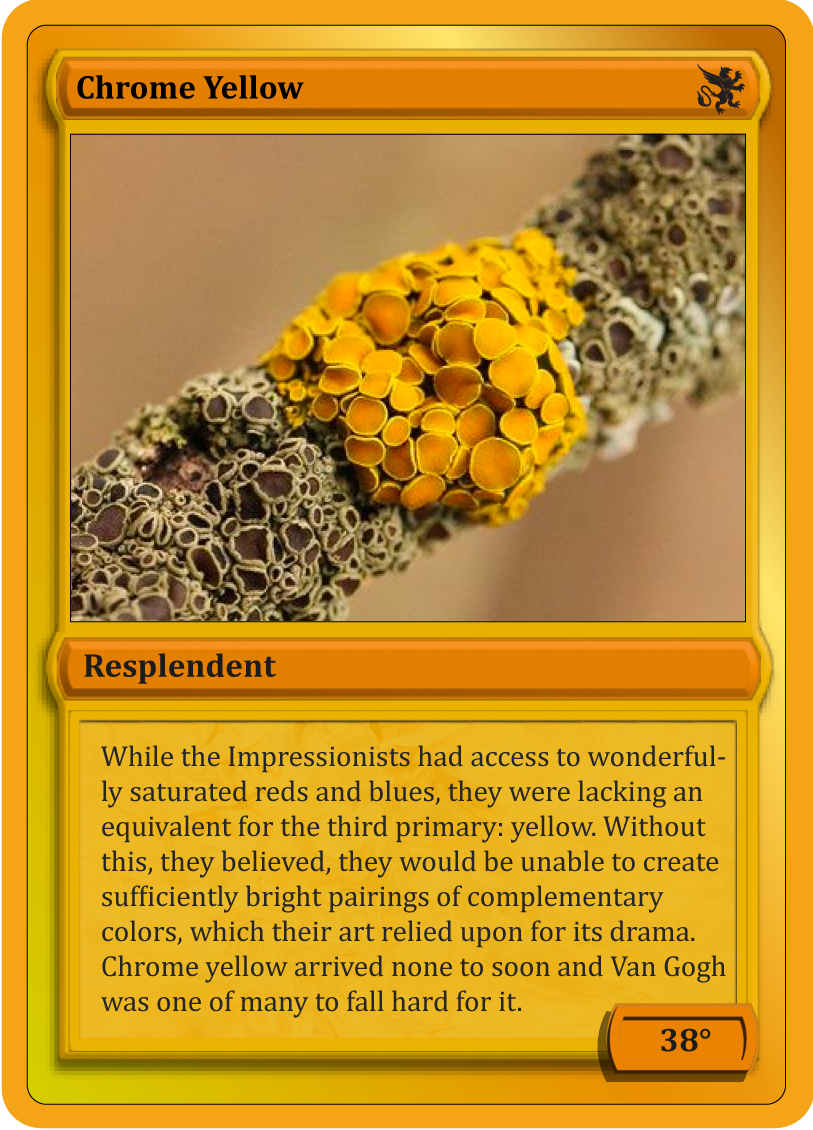 Chrome Yellow
Resplendent
While the Impressionists had access to wonderful-
ly saturated reds and blues, they were lacking an
equivalent for the third primary: yellow. Without
this, they believed, they would be unable to create
sufficiently bright pairings of complementary
colors, which their art relied upon for its drama.
Chrome yellow arrived none to soon and Van Gogh
was one of many to fall hard for it.
38°